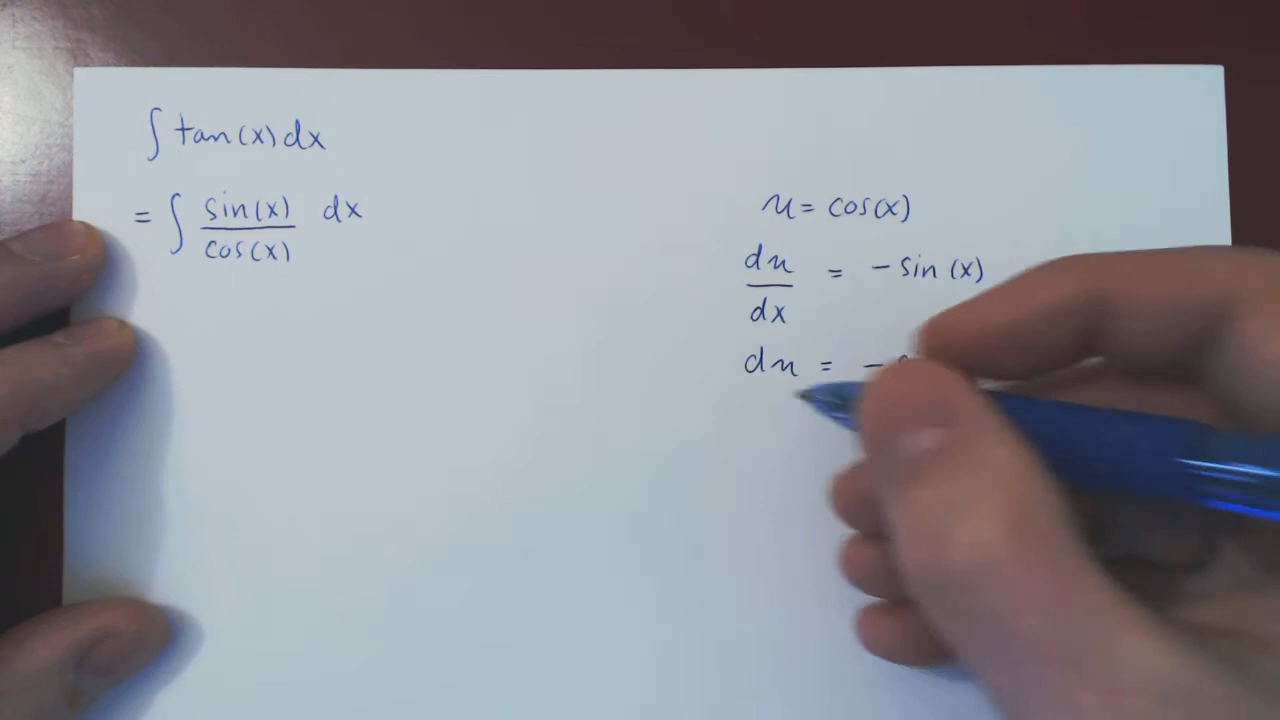 ∫ tan(x) dx
= ∫ sin(x)/cos(x) dx
u = cos(x)
du/dx = -sin(x)
du = -